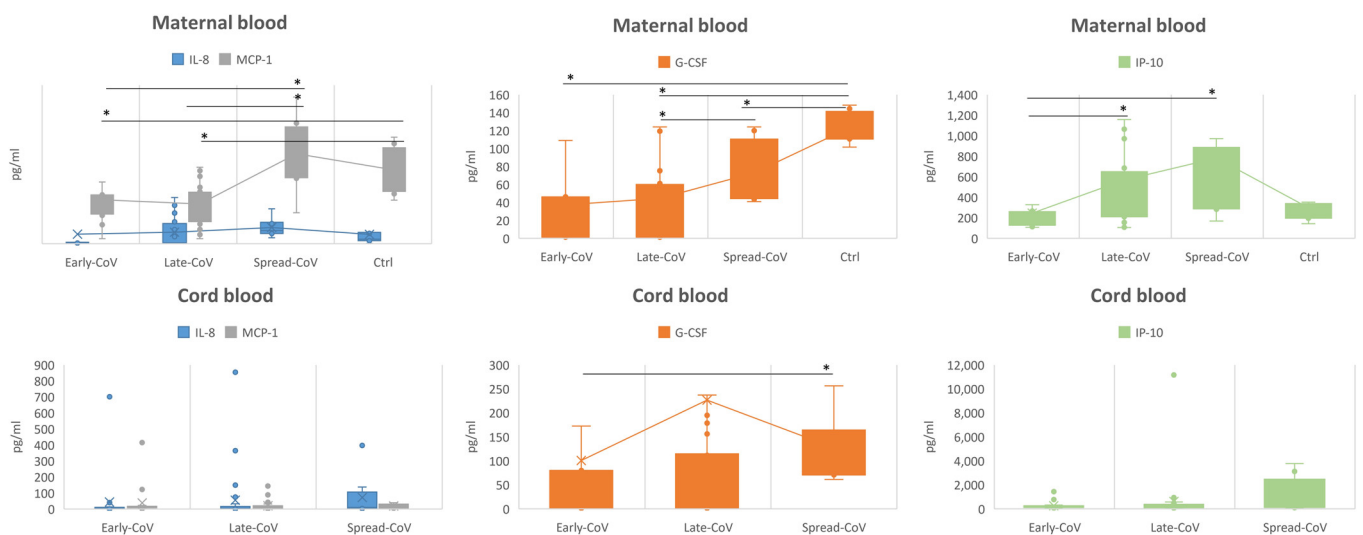 Maternal blood
IL-8 MCP-1
* * * *
pg/ml
Early-CoV Late-CoV Spread-CoV Ctrl
Maternal blood
G-CSF
* * * *
160
140
120
100
80
60
40
20
0
pg/ml
Early-CoV Late-CoV Spread-CoV Ctrl
Maternal blood
IP-10
* *
1,400
1,200
1,000
800
600
400
200
0
pg/ml
Early-CoV Late-CoV Spread-CoV Ctrl
Cord blood
IL-8 MCP-1
900
800
700
600
500
400
300
200
100
0
pg/ml
Early-CoV Late-CoV Spread-CoV
Cord blood
G-CSF
*
300
250
200
150
100
50
0
pg/ml
Early-CoV Late-CoV Spread-CoV
Cord blood
IP-10
12,000
10,000
8,000
6,000
4,000
2,000
0
pg/ml
Early-CoV Late-CoV Spread-CoV